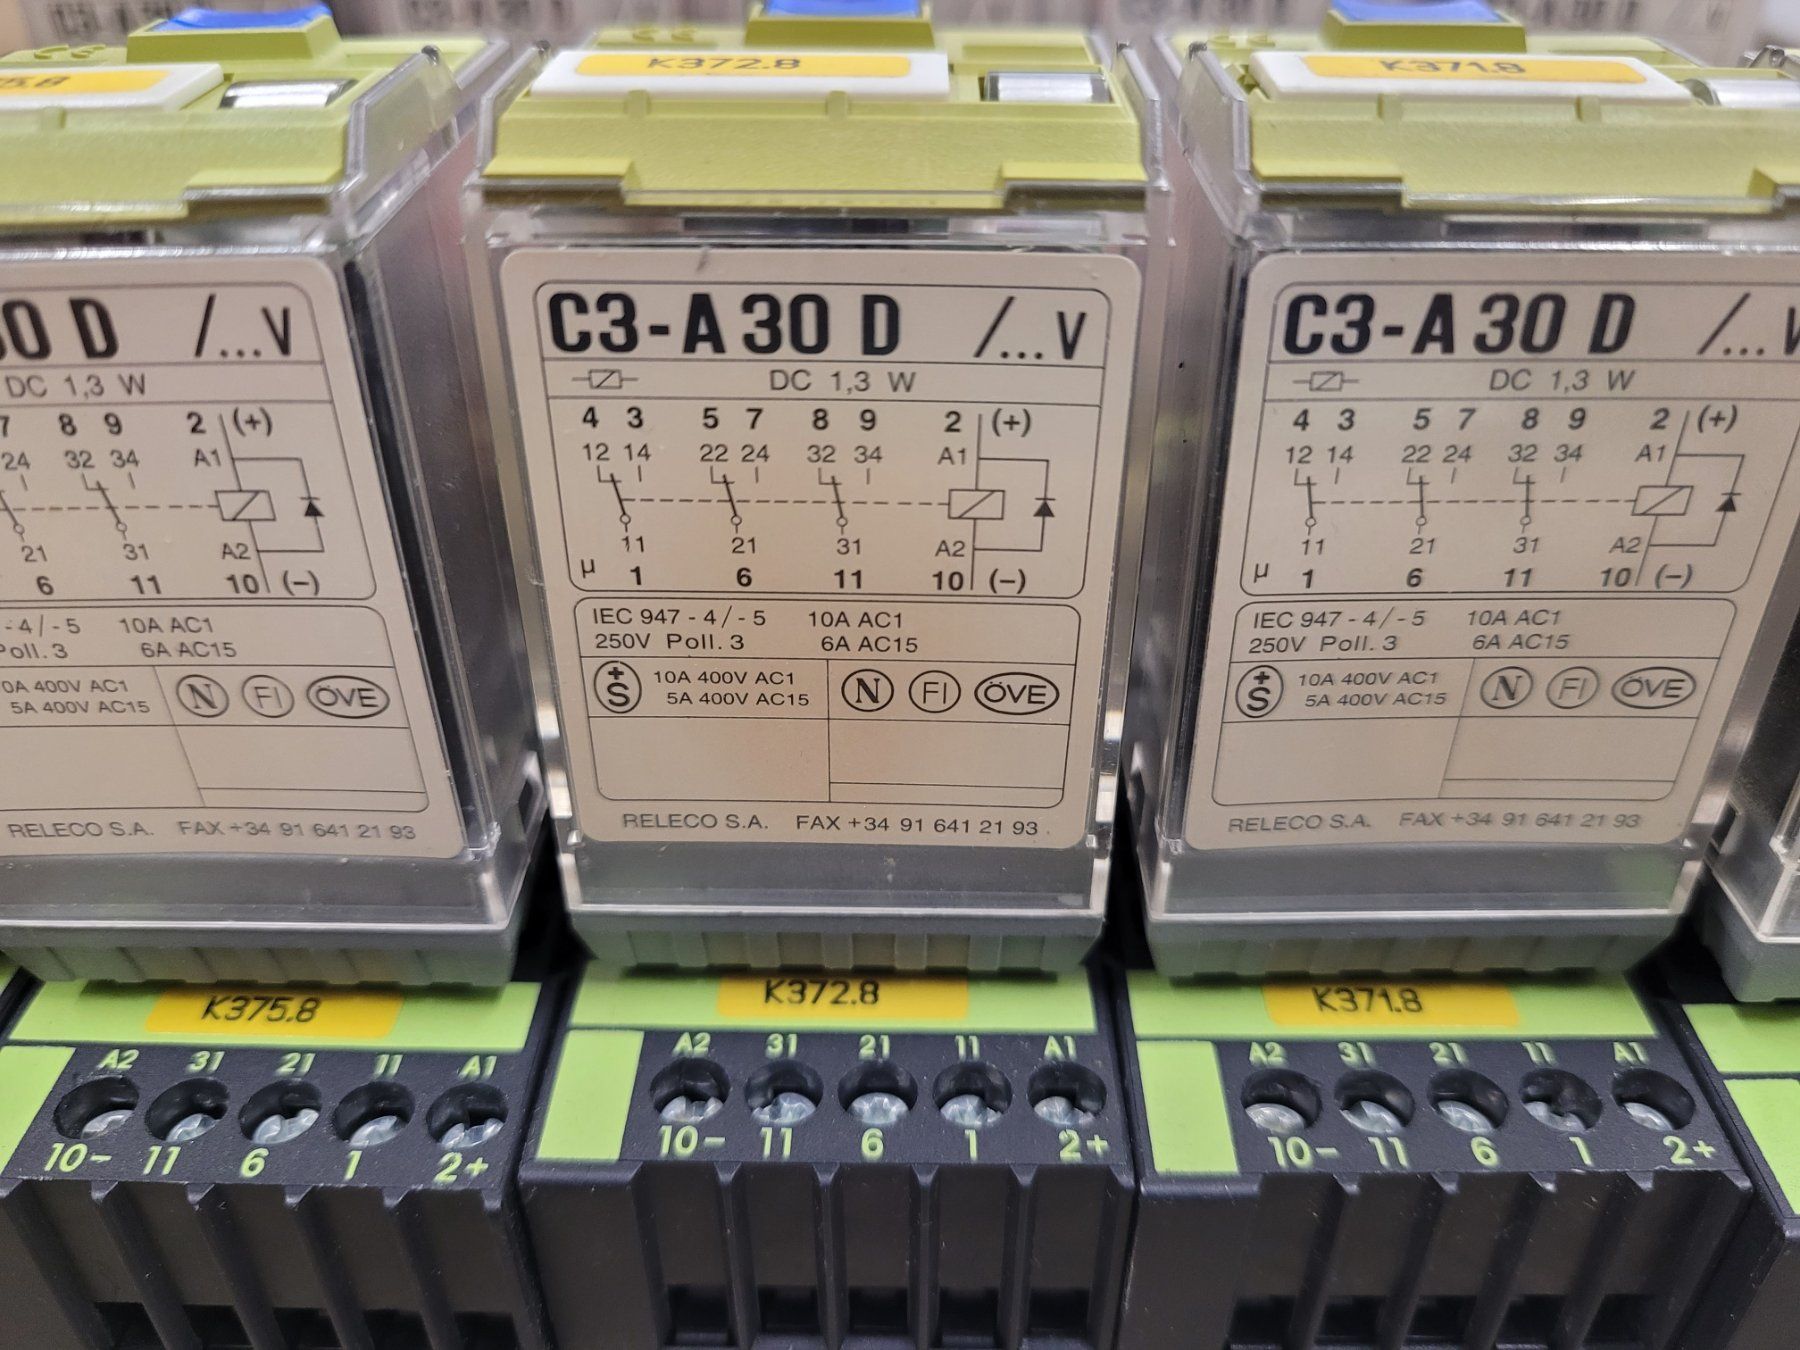 5.8
30 D /...V
DC 1,3 W
7 8 9 2 (+)
24 32 34 A1
21 31 A2
6 11 10 (−)
-4/-5 10A AC1
Poll. 3 6A AC15
0A 400V AC1
5A 400V AC15
N FI ÖVE
RELECO S.A. FAX +34 91 641 21 93
K375.8
A2 31 21 11 A1
10- 11 6 1 2+
K372.8
C3-A 30 D /...V
DC 1,3 W
4 3 5 7 8 9 2 (+)
12 14 22 24 32 34 A1
11 21 31 A2
µ 1 6 11 10 (−)
IEC 947 - 4/ - 5 10A AC1
250V Poll. 3 6A AC15
+S 10A 400V AC1
5A 400V AC15
N FI ÖVE
RELECO S.A. FAX +34 91 641 21 93
K372.8
A2 31 21 11 A1
10- 11 6 1 2+
K371.8
C3-A 30 D /...V
DC 1,3 W
4 3 5 7 8 9 2 (+)
12 14 22 24 32 34 A1
11 21 31 A2
µ 1 6 11 10 (−)
IEC 947 - 4/ - 5 10A AC1
250V Poll. 3 6A AC15
+S 10A 400V AC1
5A 400V AC15
N FI ÖVE
RELECO S.A. FAX +34 91 641 21 93
K371.8
A2 31 21 11 A1
10- 11 6 1 2+